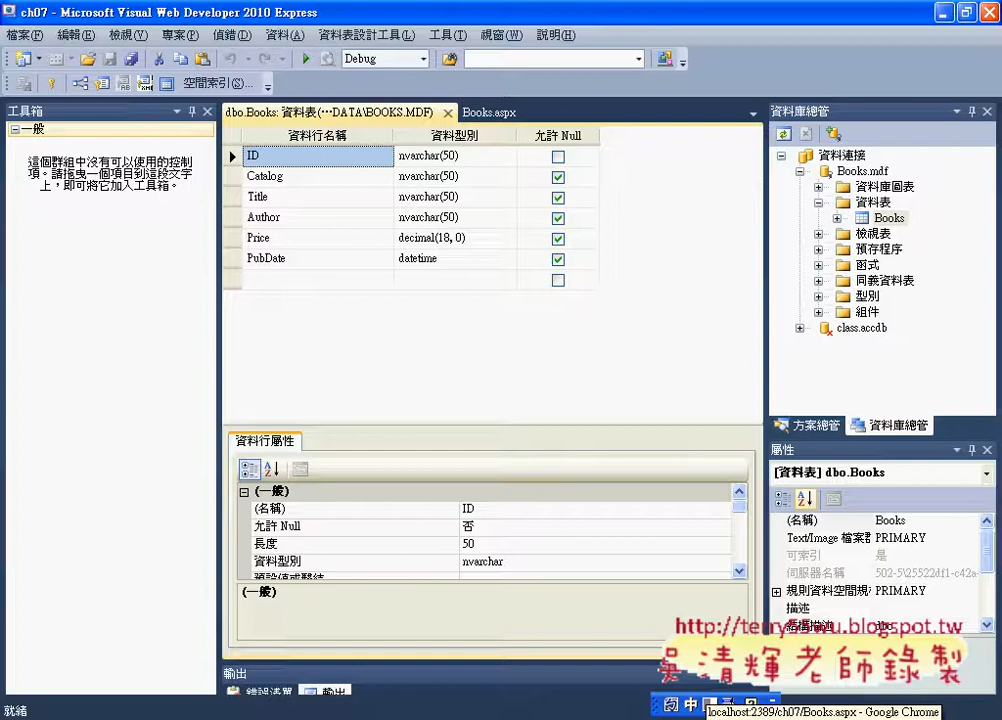 ch07 - Microsoft Visual Web Developer 2010 Express
檔案(F) 編輯(E) 檢視(V) 專案(P) 偵錯(D) 資料(A) 資料表設計工具(L) 工具(T) 視窗(W) 說明(H)
Debug
空間索引(S)...
工具箱
一般
這個群組中沒有可以使用的控制
項。請拖曳一個項目到這段文字
上，即可將它加入工具箱。
dbo.Books: 資料表(…DATA\BOOKS.MDF) Books.aspx
資料行名稱 資料型別 允許 Null
ID nvarchar(50)
Catalog nvarchar(50)
Title nvarchar(50)
Author nvarchar(50)
Price decimal(18, 0)
PubDate datetime
資料行屬性
(一般)
(名稱) ID
允許 Null 否
長度 50
資料型別 nvarchar
(一般)
輸出
錯誤清單 輸出
資料庫總管
資料連接
Books.mdf
資料庫圖表
資料表
Books
檢視表
預存程序
函式
同義資料表
型別
組件
class.accdb
方案總管 資料庫總管
屬性
[資料表] dbo.Books
(名稱) Books
Text/Image 檔案群 PRIMARY
可索引 是
伺服器名稱 502-5\25522df1-c42a-
規則資料空間規 PRIMARY
描述
結構描述 dbo
http://terry55wu.blogspot.tw
吳清輝老師錄製
中
localhost:2389/ch07/Books.aspx - Google Chrome
就緒